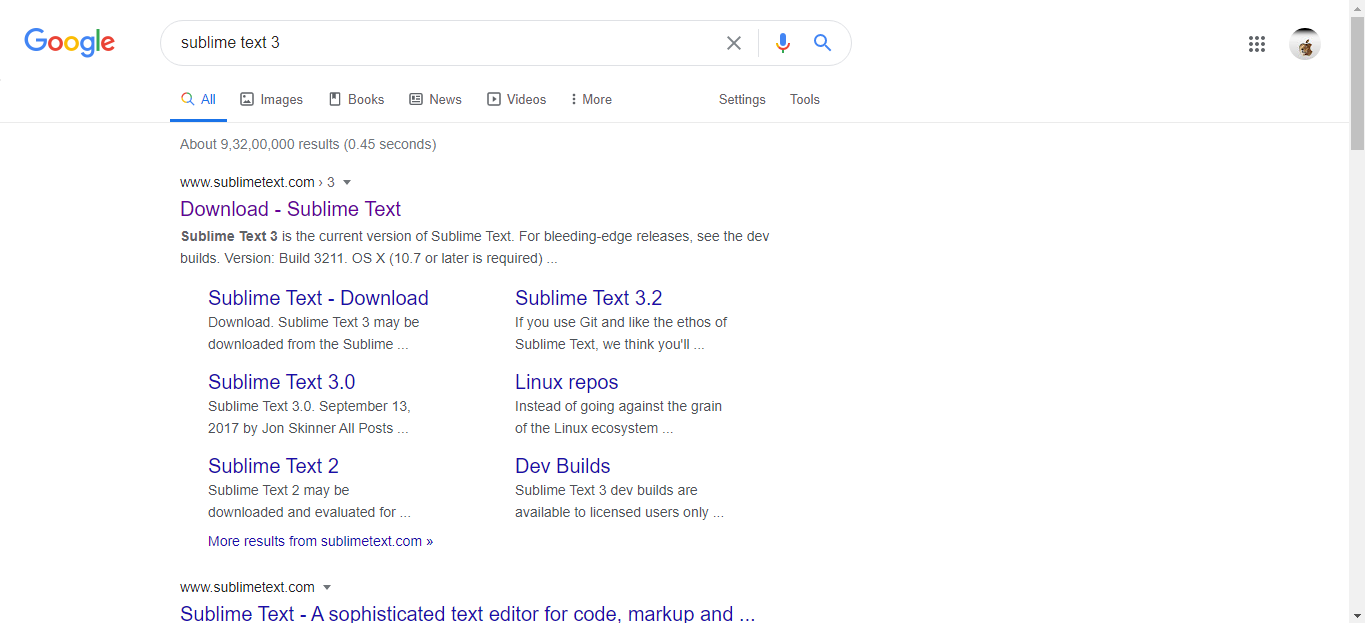 Google
sublime text 3
All Images Books News Videos More Settings Tools
About 9,32,00,000 results (0.45 seconds)
www.sublimetext.com › 3
Download - Sublime Text
Sublime Text 3 is the current version of Sublime Text. For bleeding-edge releases, see the dev
builds. Version: Build 3211. OS X (10.7 or later is required) ...
Sublime Text - Download
Download. Sublime Text 3 may be
downloaded from the Sublime ...
Sublime Text 3.2
If you use Git and like the ethos of
Sublime Text, we think you'll ...
Sublime Text 3.0
Sublime Text 3.0. September 13,
2017 by Jon Skinner All Posts ...
Linux repos
Instead of going against the grain
of the Linux ecosystem ...
Sublime Text 2
Sublime Text 2 may be
downloaded and evaluated for ...
Dev Builds
Sublime Text 3 dev builds are
available to licensed users only ...
More results from sublimetext.com »
www.sublimetext.com
Sublime Text - A sophisticated text editor for code, markup and ...